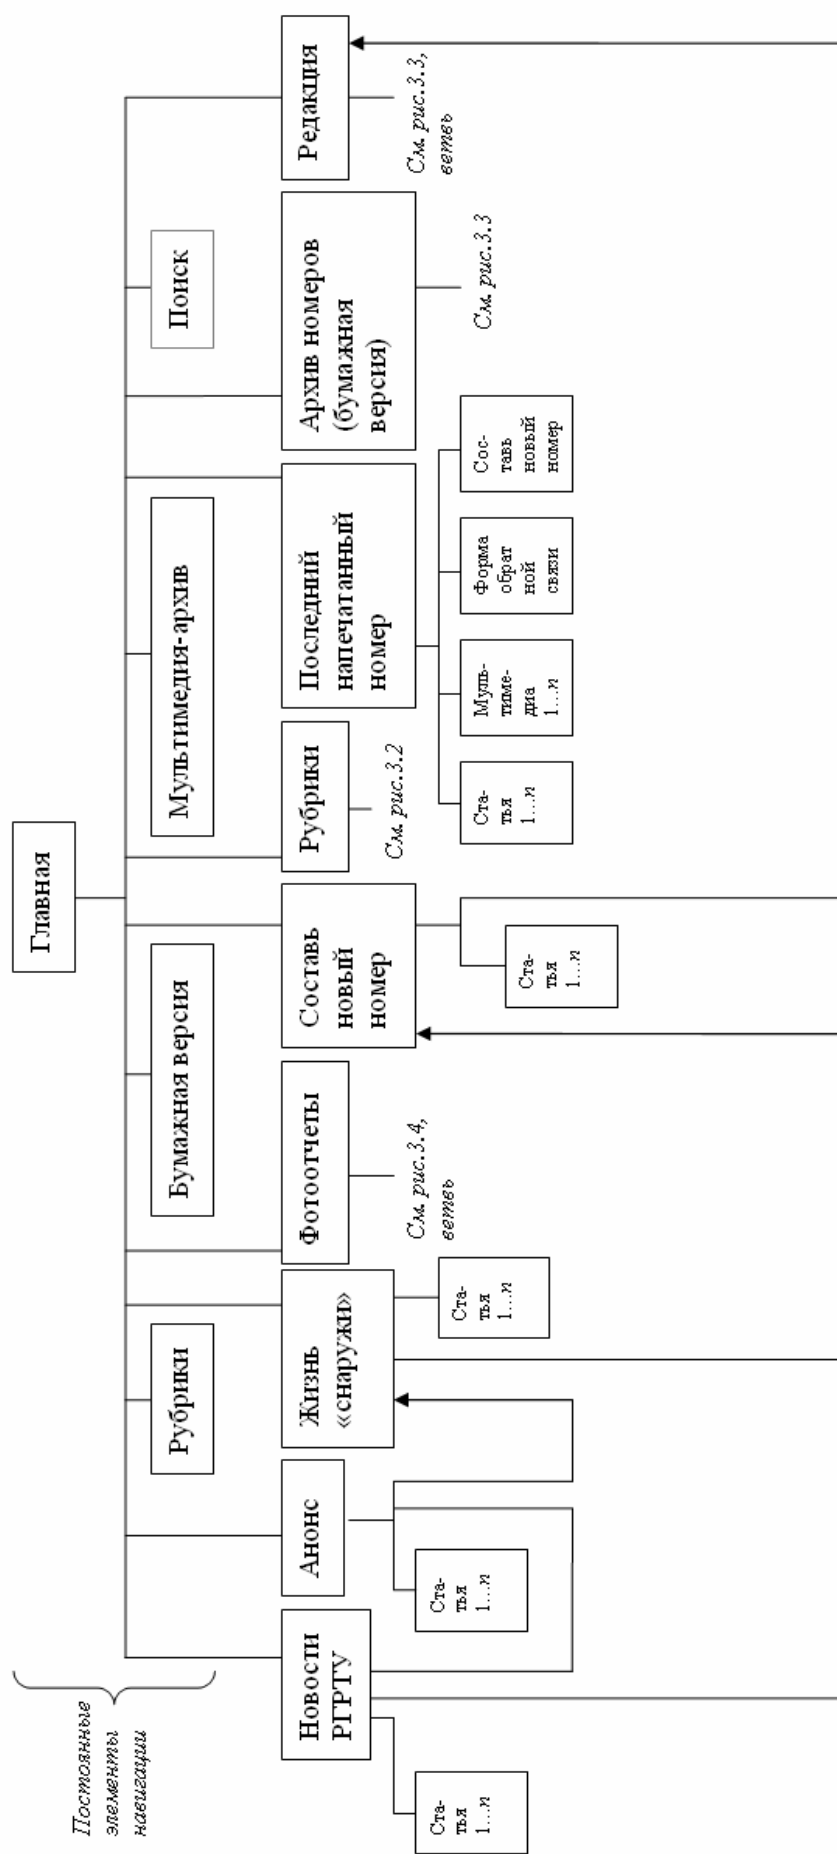 Главная
Постоянные
элементы
навигации
Рубрики
Бумажная версия
Мультимедия-архив
Поиск
Новости
РГРТУ
Анонс
Жизнь
«снаружи»
Фотоотчеты
Составь
новый
номер
Рубрики
Последний
напечатанный
номер
Архив номеров
(бумажная
версия)
Редакция
Ста-
тья
1...n
Ста-
тья
1...n
Ста-
тья
1...n
См. рис.3.4,
ветвь
Ста-
тья
1...n
См. рис.3.2
Ста-
тья
1...n
Муль-
тиме-
диа
1...n
Форма
обрат
ной
связи
Сос-
тавь
новый
номер
См. рис.3.3
См. рис.3.3,
ветвь